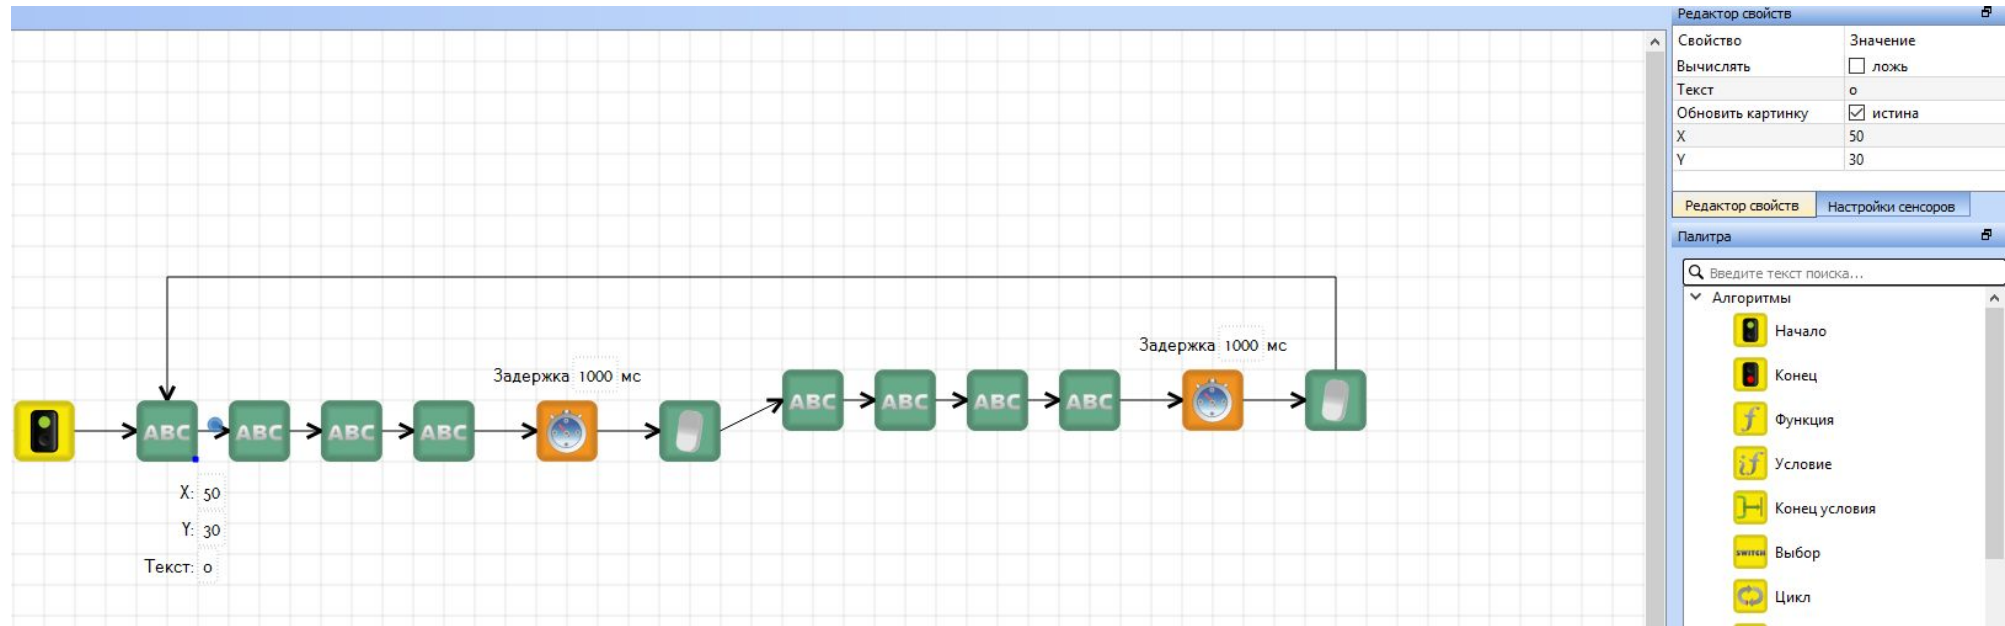 Задержка 1000 мс
ABC ABC ABC ABC
X: 50
Y: 30
Текст: о
Задержка 1000 мс
ABC ABC ABC ABC
Редактор свойств
Свойство Значение
Вычислять ложь
Текст о
Обновить картинку истина
X 50
Y 30
Редактор свойств Настройки сенсоров
Палитра
Введите текст поиска...
Алгоритмы
Начало
Конец
f Функция
if Условие
Конец условия
SWITCH Выбор
Цикл